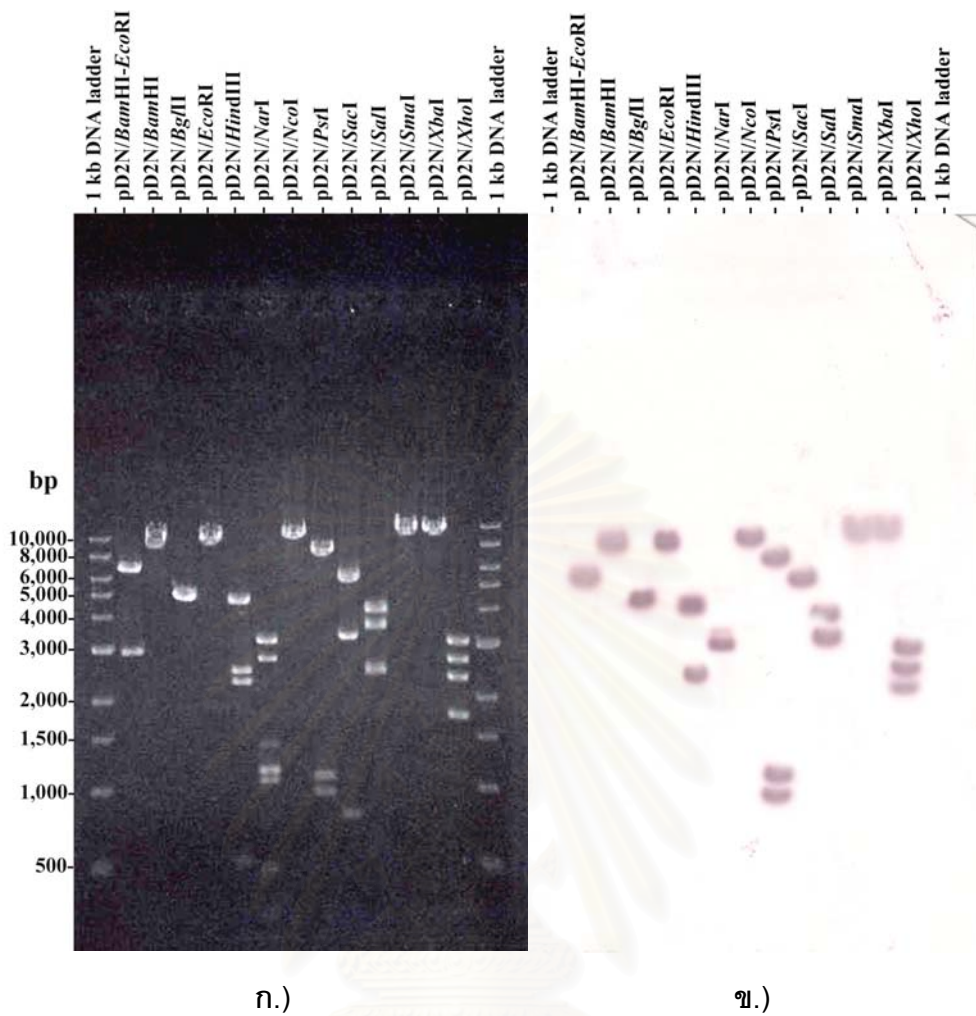 - 1 kb DNA ladder
- pD2N/BamHI-EcoRI
- pD2N/BamHI
- pD2N/BglII
- pD2N/EcoRI
- pD2N/HindIII
- pD2N/NarI
- pD2N/NcoI
- pD2N/PstI
- pD2N/SacI
- pD2N/SalI
- pD2N/SmaI
- pD2N/XbaI
- pD2N/XhoI
- 1 kb DNA ladder
- 1 kb DNA ladder
- pD2N/BamHI-EcoRI
- pD2N/BamHI
- pD2N/BglII
- pD2N/EcoRI
- pD2N/HindIII
- pD2N/NarI
- pD2N/NcoI
- pD2N/PstI
- pD2N/SacI
- pD2N/SalI
- pD2N/SmaI
- pD2N/XbaI
- pD2N/XhoI
- 1 kb DNA ladder
bp
10,000-
8,000-
6,000-
5,000-
4,000-
3,000-
2,000-
1,500-
1,000-
500-
ก.)
ข.)